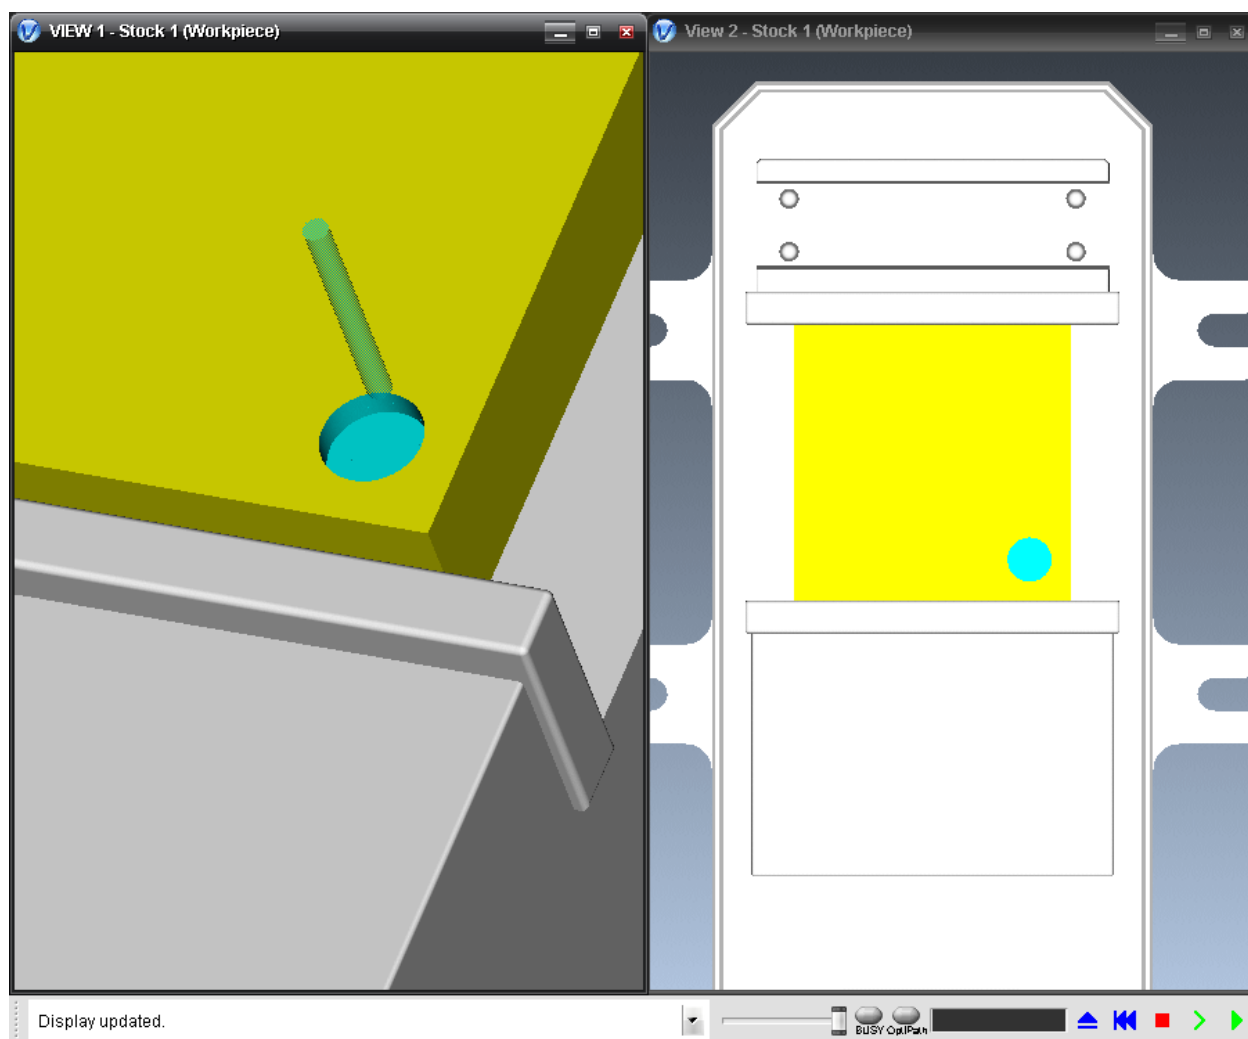 VIEW 1 - Stock 1 (Workpiece)
View 2 - Stock 1 (Workpiece)
Display updated.
BUSY OptiPath